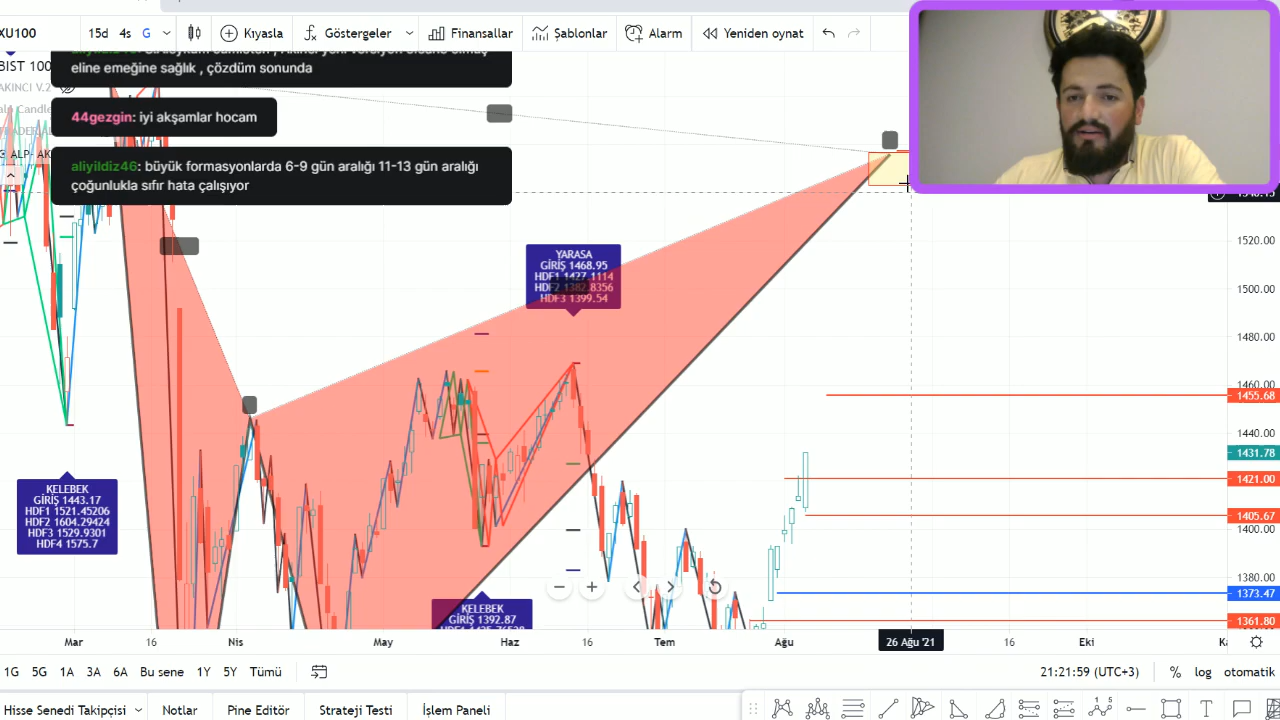 XU100
15d 4s G
Kıyasla
Göstergeler
Finansallar
Şablonlar
Alarm
Yeniden oynat
BIST 100
eline emeğine sağlık , çözdüm sonunda
AKINCI V.2
44gezgin: iyi akşamlar hocam
aliyildiz46: büyük formasyonlarda 6-9 gün aralığı 11-13 gün aralığı
çoğunlukla sıfır hata çalışıyor
YARASA
GİRİŞ 1468.95
HDF1 1427.1114
HDF2 1382.8356
HDF3 1399.54
KELEBEK
GİRİŞ 1443.17
HDF1 1521.45206
HDF2 1604.29424
HDF3 1529.9301
HDF4 1575.7
KELEBEK
GİRİŞ 1392.87
1520.00
1500.00
1480.00
1460.00
1455.68
1440.00
1431.78
1421.00
1405.67
1400.00
1380.00
1373.47
1361.80
Mar 16 Nis May Haz 16 Tem Ağu 26 Ağu '21 16 Eki
1G 5G 1A 3A 6A Bu sene 1Y 5Y Tümü
21:21:59 (UTC+3) % log otomatik
Hisse Senedi Takipçisi
Notlar
Pine Editör
Strateji Testi
İşlem Paneli